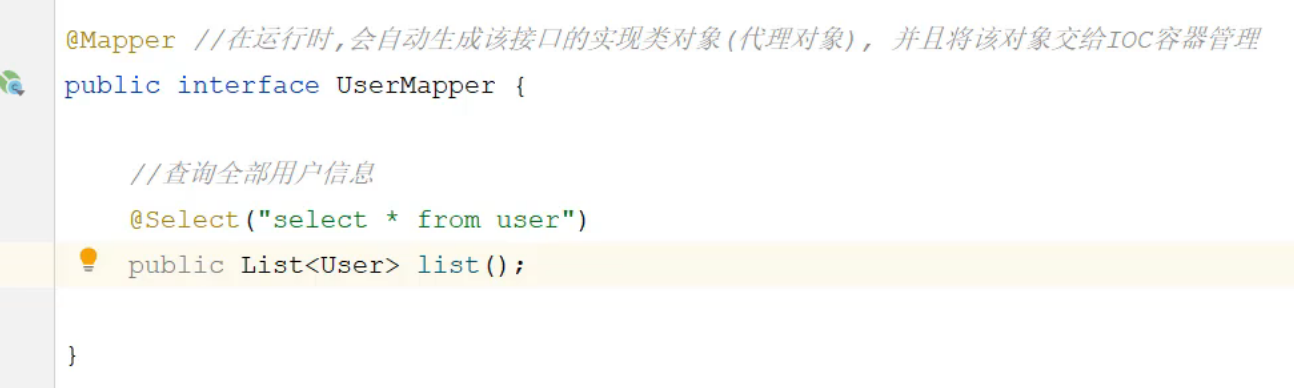 @Mapper //在运行时,会自动生成该接口的实现类对象(代理对象), 并且将该对象交给IOC容器管理
public interface UserMapper {
//查询全部用户信息
@Select("select * from user")
public List<User> list();
}